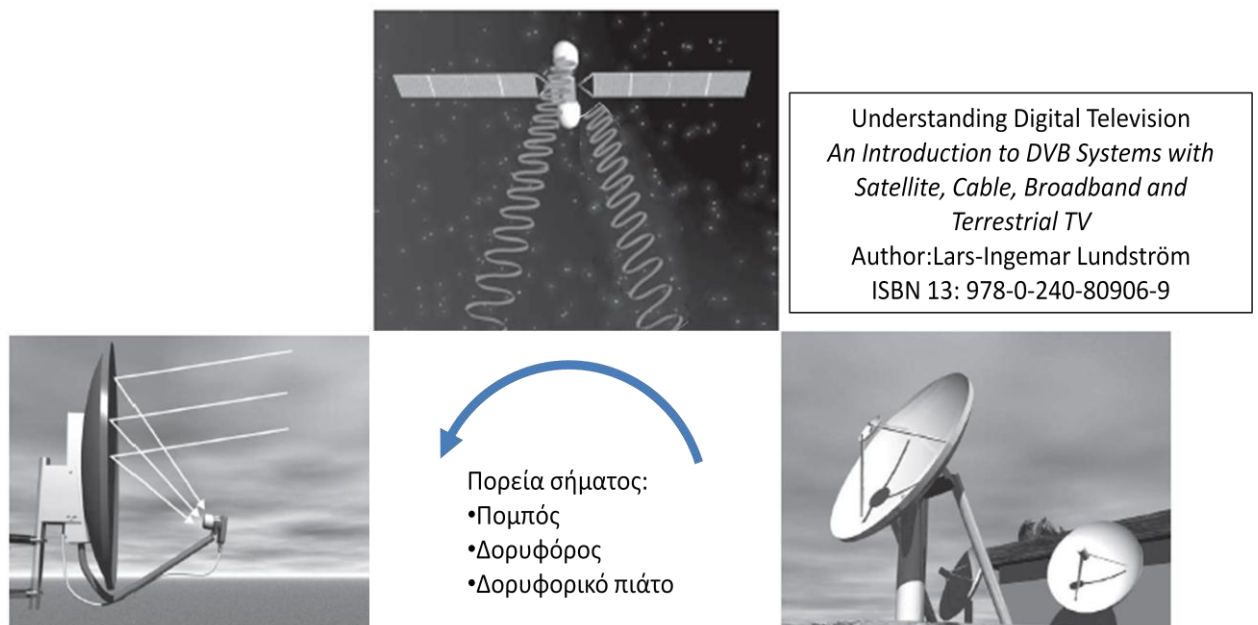 Understanding Digital Television
An Introduction to DVB Systems with
Satellite, Cable, Broadband and
Terrestrial TV
Author:Lars-Ingemar Lundström
ISBN 13: 978-0-240-80906-9
Πορεία σήματος:
•Πομπός
•Δορυφόρος
•Δορυφορικό πιάτο